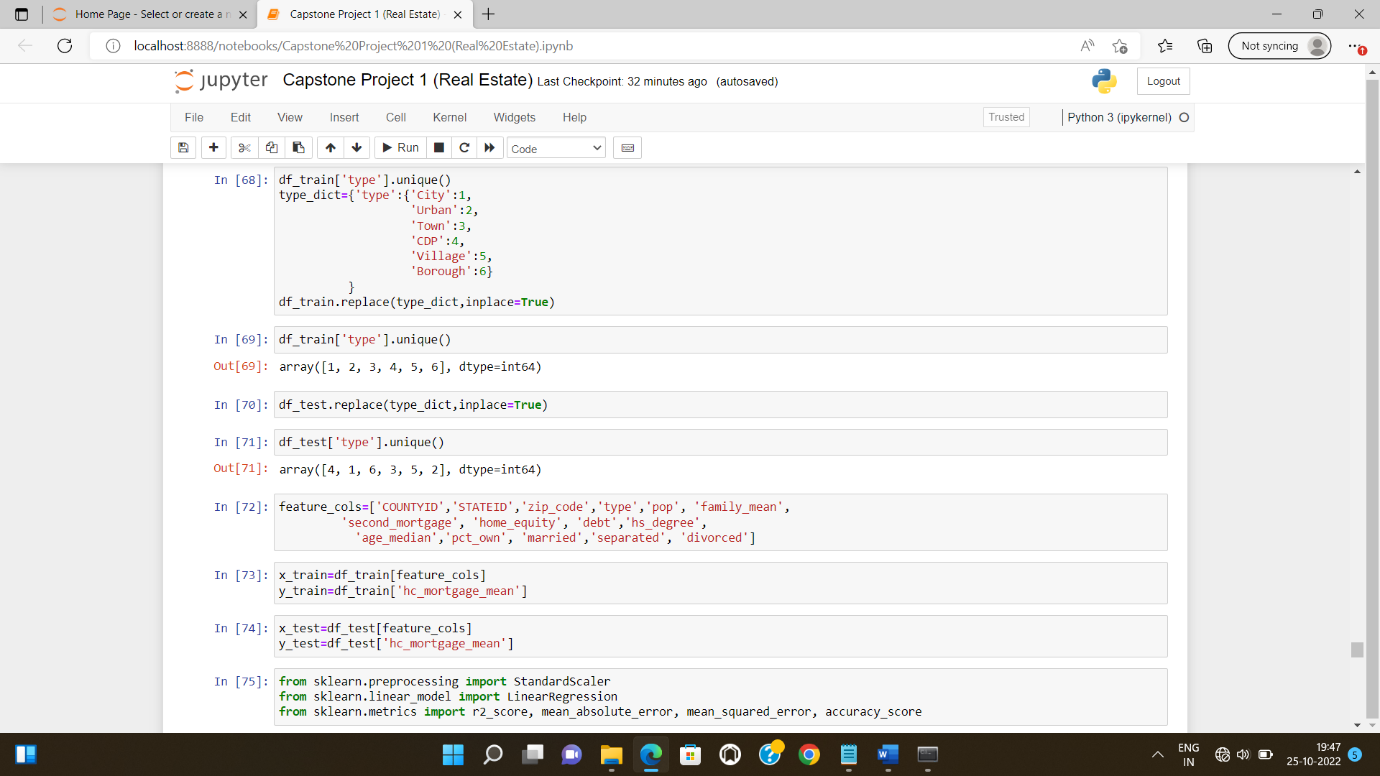 Home Page - Select or create a n
Capstone Project 1 (Real Estate)
localhost:8888/notebooks/Capstone%20Project%201%20(Real%20Estate).ipynb
Not syncing
jupyter Capstone Project 1 (Real Estate) Last Checkpoint: 32 minutes ago (autosaved)
Logout
File Edit View Insert Cell Kernel Widgets Help
Trusted
Python 3 (ipykernel)
Run
Code
In [68]: df_train['type'].unique()
type_dict={'type':{'City':1,
'Urban':2,
'Town':3,
'CDP':4,
'Village':5,
'Borough':6}
}
df_train.replace(type_dict,inplace=True)
In [69]: df_train['type'].unique()
Out[69]: array([1, 2, 3, 4, 5, 6], dtype=int64)
In [70]: df_test.replace(type_dict,inplace=True)
In [71]: df_test['type'].unique()
Out[71]: array([4, 1, 6, 3, 5, 2], dtype=int64)
In [72]: feature_cols=['COUNTYID','STATEID','zip_code','type','pop', 'family_mean',
'second_mortgage', 'home_equity', 'debt','hs_degree',
'age_median','pct_own', 'married','separated', 'divorced']
In [73]: x_train=df_train[feature_cols]
y_train=df_train['hc_mortgage_mean']
In [74]: x_test=df_test[feature_cols]
y_test=df_test['hc_mortgage_mean']
In [75]: from sklearn.preprocessing import StandardScaler
from sklearn.linear_model import LinearRegression
from sklearn.metrics import r2_score, mean_absolute_error, mean_squared_error, accuracy_score
ENG
IN
19:47
25-10-2022
5